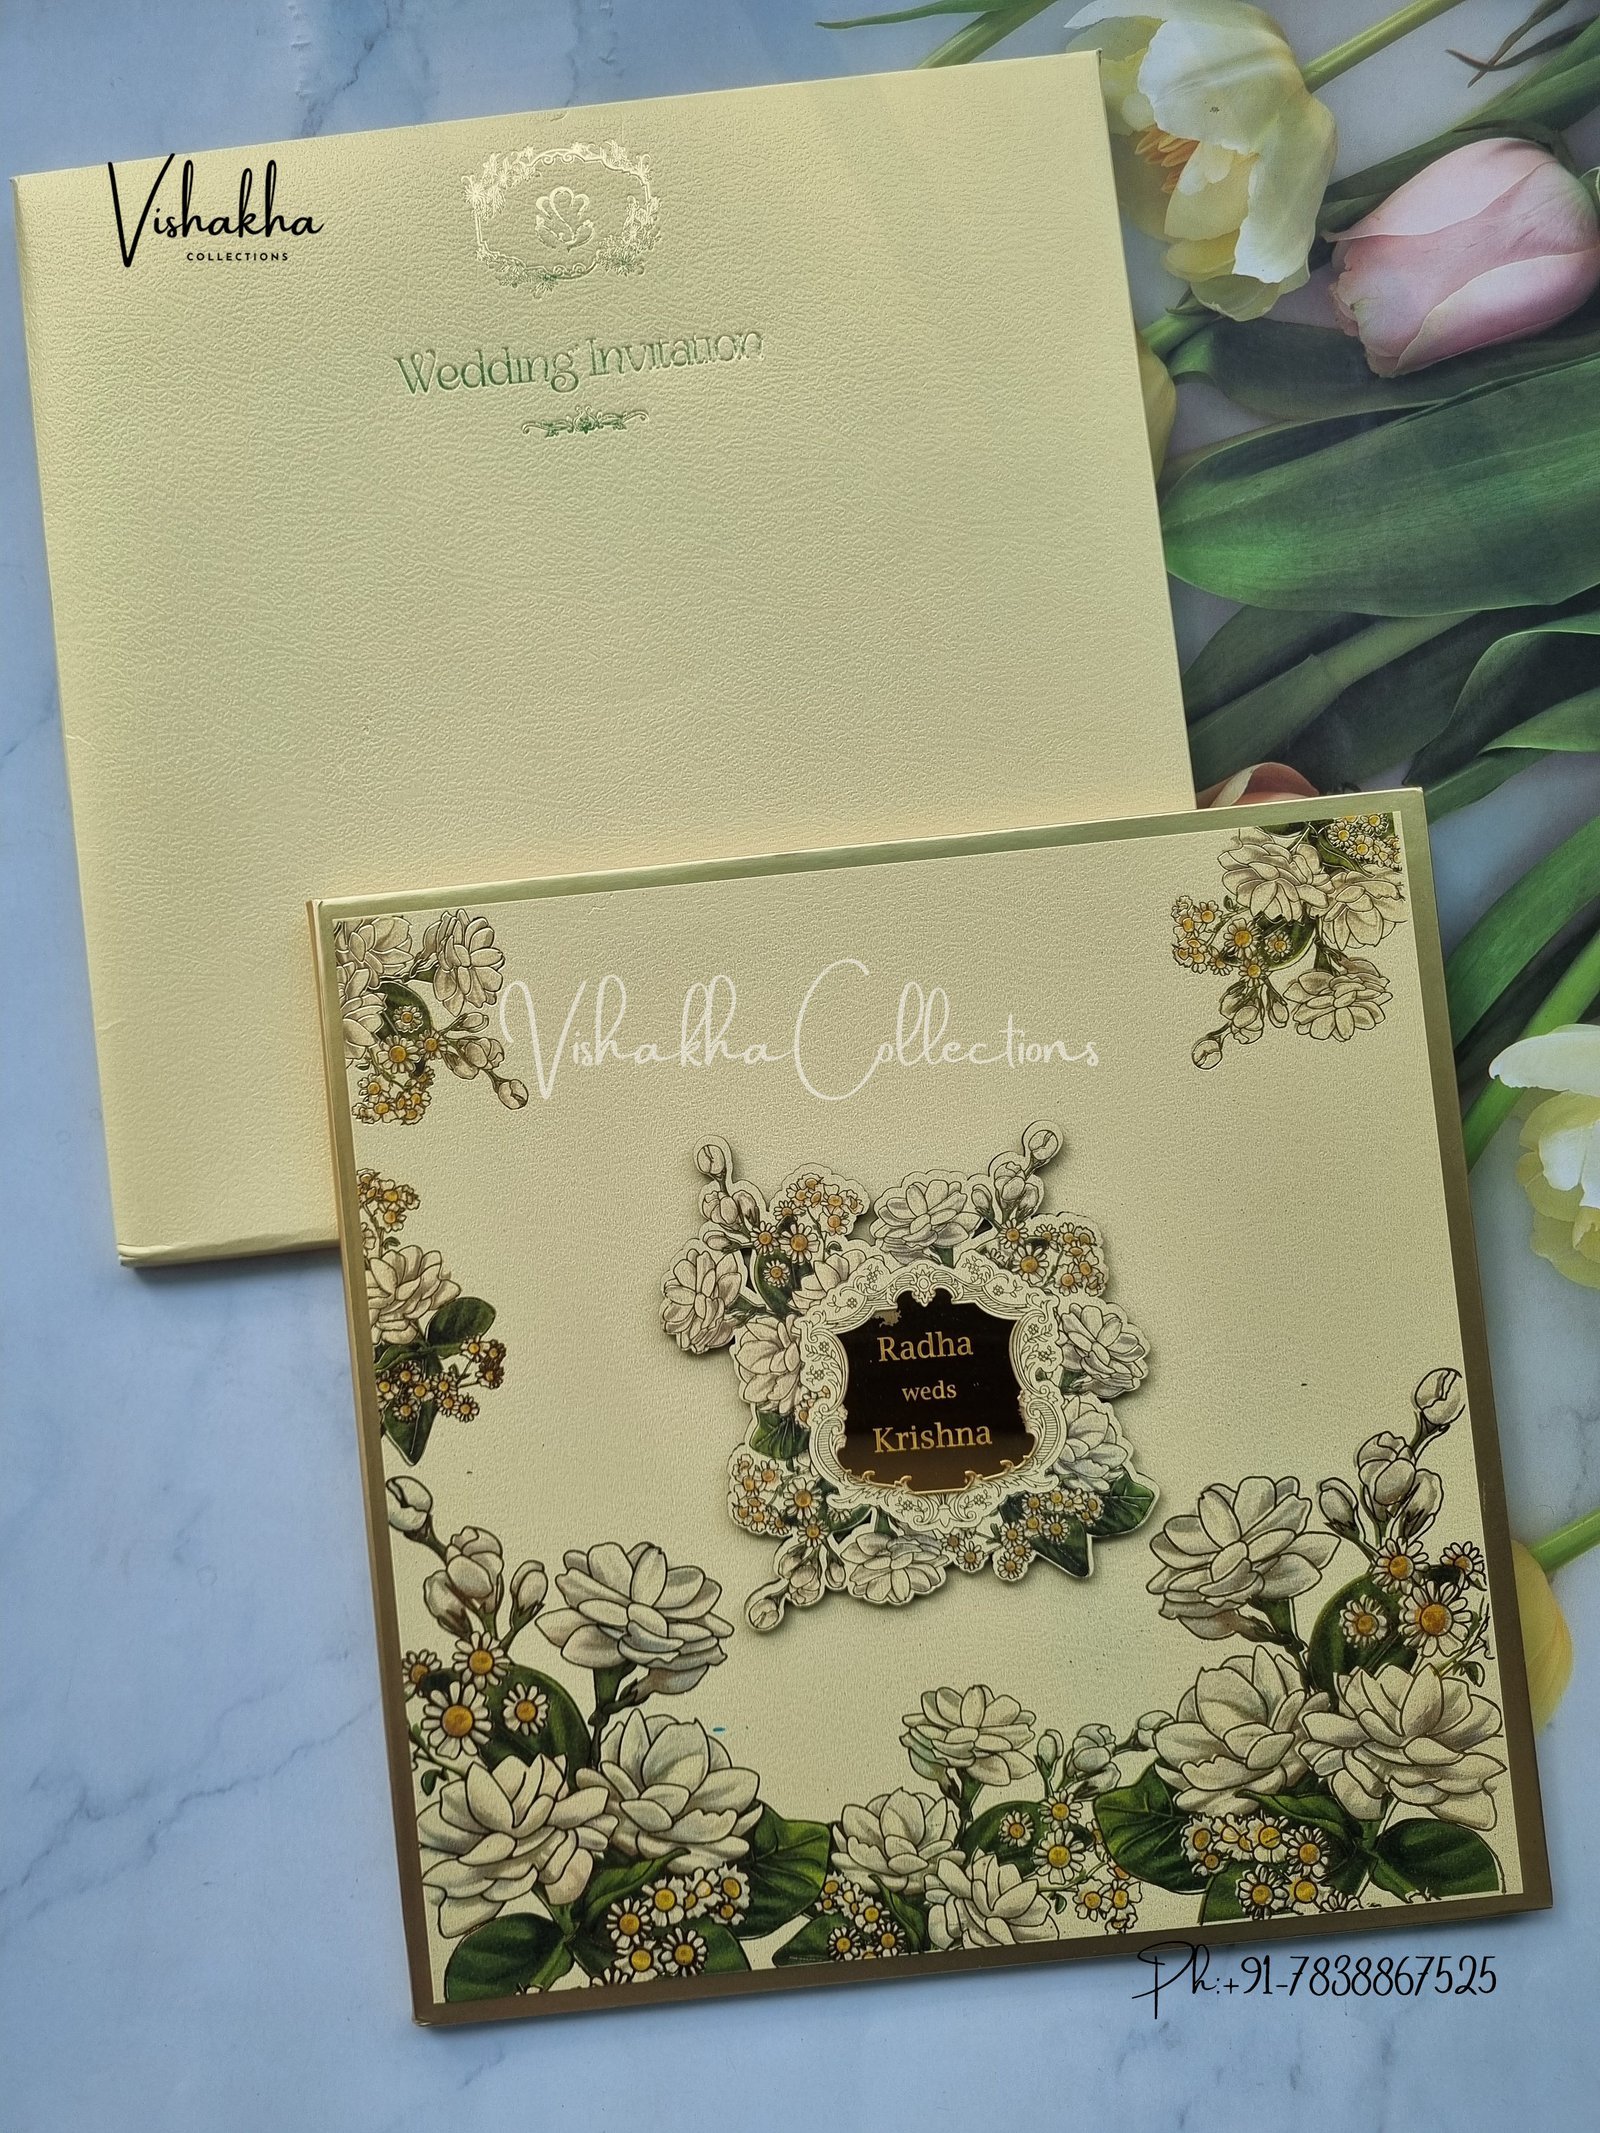 Vishakha
COLLECTIONS
Wedding Invitation
Vishakha Collections
Radha
weds
Krishna
Ph:+91-7838867525